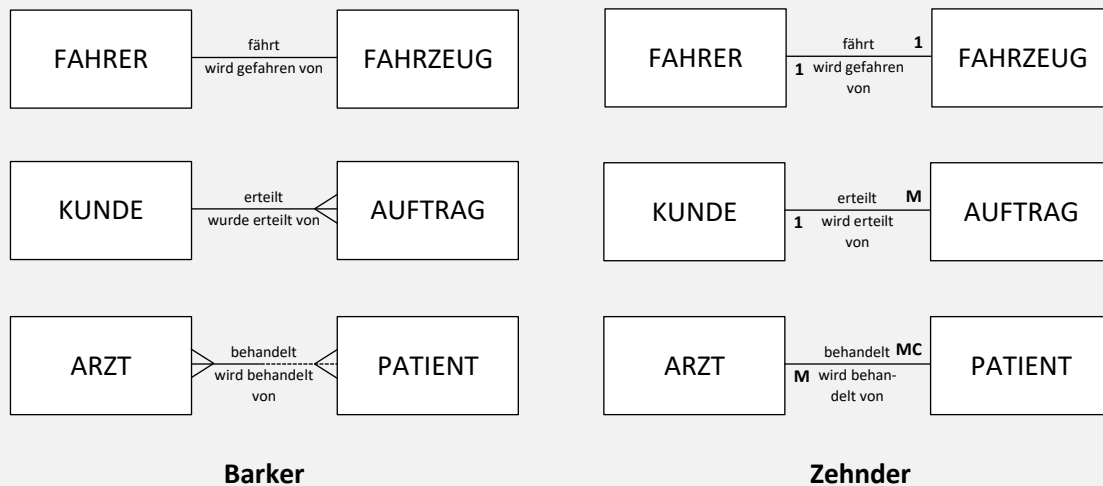 FAHRER
fährt
wird gefahren von
FAHRZEUG
KUNDE
erteilt
wurde erteilt von
AUFTRAG
ARZT
behandelt
wird behandelt
von
PATIENT
Barker
FAHRER
fährt
1
1
wird gefahren
von
FAHRZEUG
KUNDE
erteilt
M
1
wird erteilt
von
AUFTRAG
ARZT
behandelt
MC
M
wird behan-
delt von
PATIENT
Zehnder